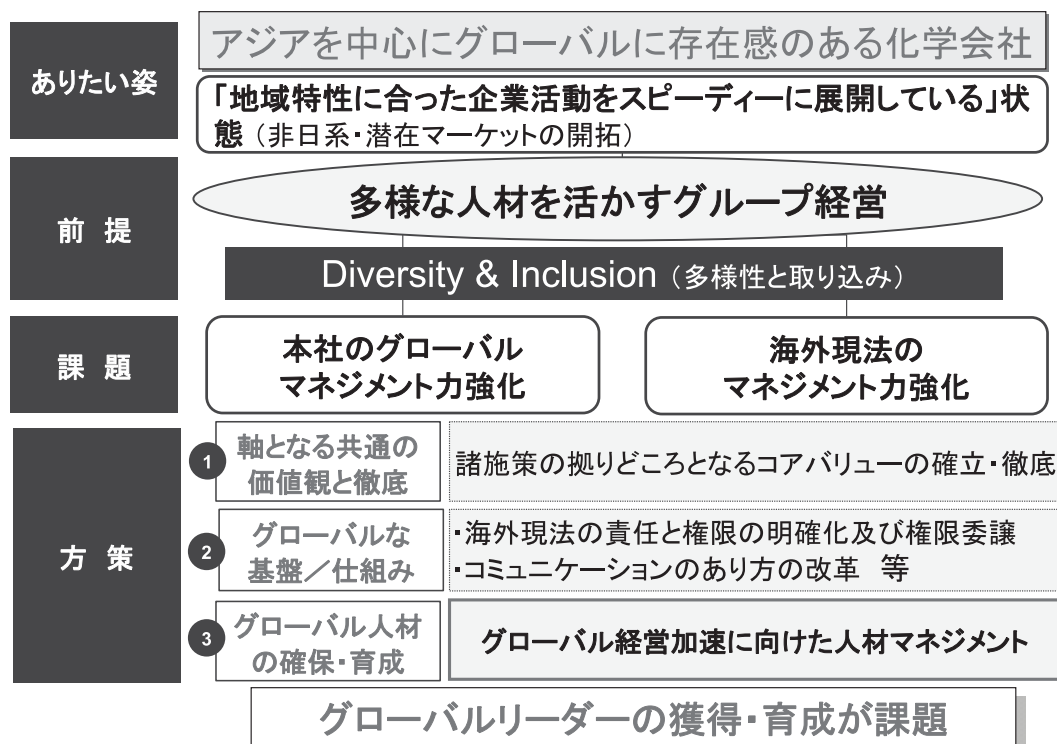 ありたい姿
アジアを中心にグローバルに存在感のある化学会社
「地域特性に合った企業活動をスピーディーに展開している」状
態（非日系・潜在マーケットの開拓）
前 提
多様な人材を活かすグループ経営
Diversity & Inclusion（多様性と取り込み）
課 題
本社のグローバル
マネジメント力強化
海外現法の
マネジメント力強化
方 策
1
軸となる共通の
価値観と徹底
諸施策の拠りどころとなるコアバリューの確立・徹底
2
グローバルな
基盤／仕組み
・海外現法の責任と権限の明確化及び権限委譲
・コミュニケーションのあり方の改革 等
3
グローバル人材
の確保・育成
グローバル経営加速に向けた人材マネジメント
グローバルリーダーの獲得・育成が課題